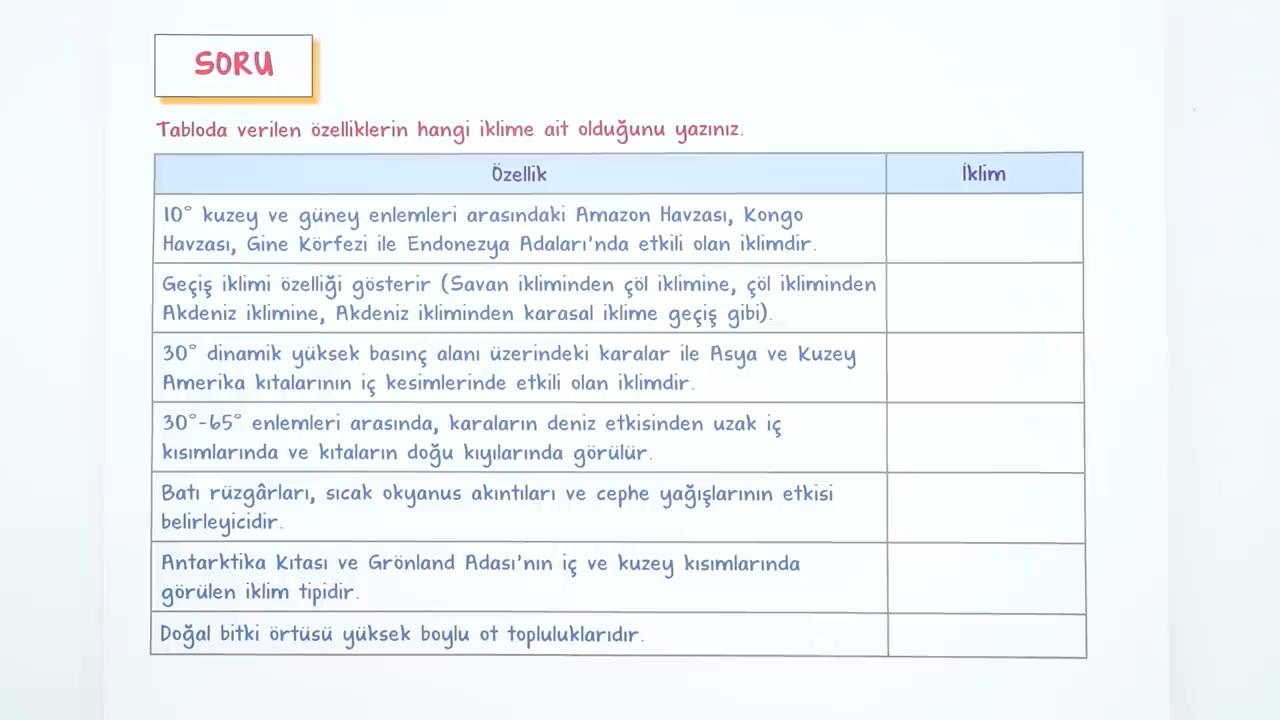 SORU
Tabloda verilen özelliklerin hangi iklime ait olduğunu yazınız.
Özellik
İklim
10° kuzey ve güney enlemleri arasındaki Amazon Havzası, Kongo
Havzası, Gine Körfezi ile Endonezya Adaları'nda etkili olan iklimdir.
Geçiş iklimi özelliği gösterir (Savan ikliminden çöl iklimine, çöl ikliminden
Akdeniz iklimine, Akdeniz ikliminden karasal iklime geçiş gibi).
30° dinamik yüksek basınç alanı üzerindeki karalar ile Asya ve Kuzey
Amerika kıtalarının iç kesimlerinde etkili olan iklimdir.
30°-65° enlemleri arasında, karaların deniz etkisinden uzak iç
kısımlarında ve kıtaların doğu kıyılarında görülür.
Batı rüzgârları, sıcak okyanus akıntıları ve cephe yağışlarının etkisi
belirleyicidir.
Antarktika Kıtası ve Grönland Adası'nın iç ve kuzey kısımlarında
görülen iklim tipidir.
Doğal bitki örtüsü yüksek boylu ot topluluklarıdır.